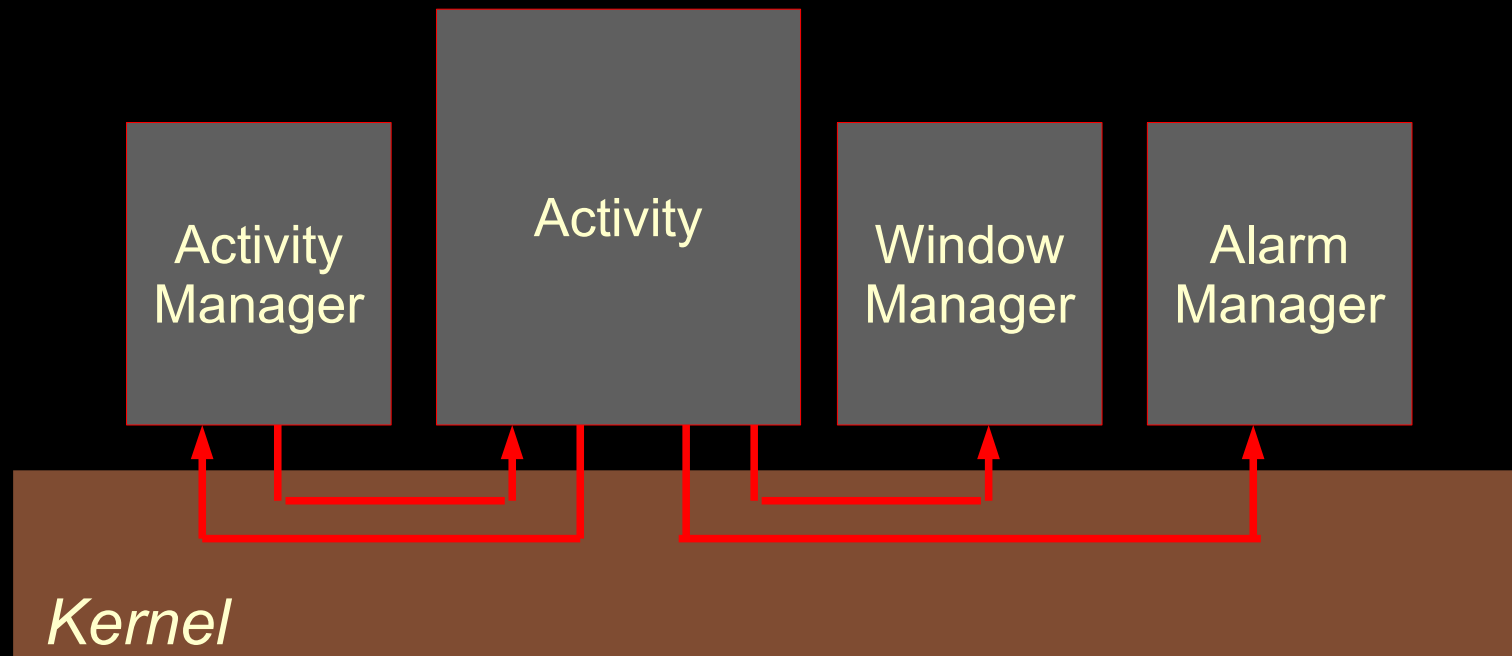 Activity
Manager
Activity
Window
Manager
Alarm
Manager
Kernel